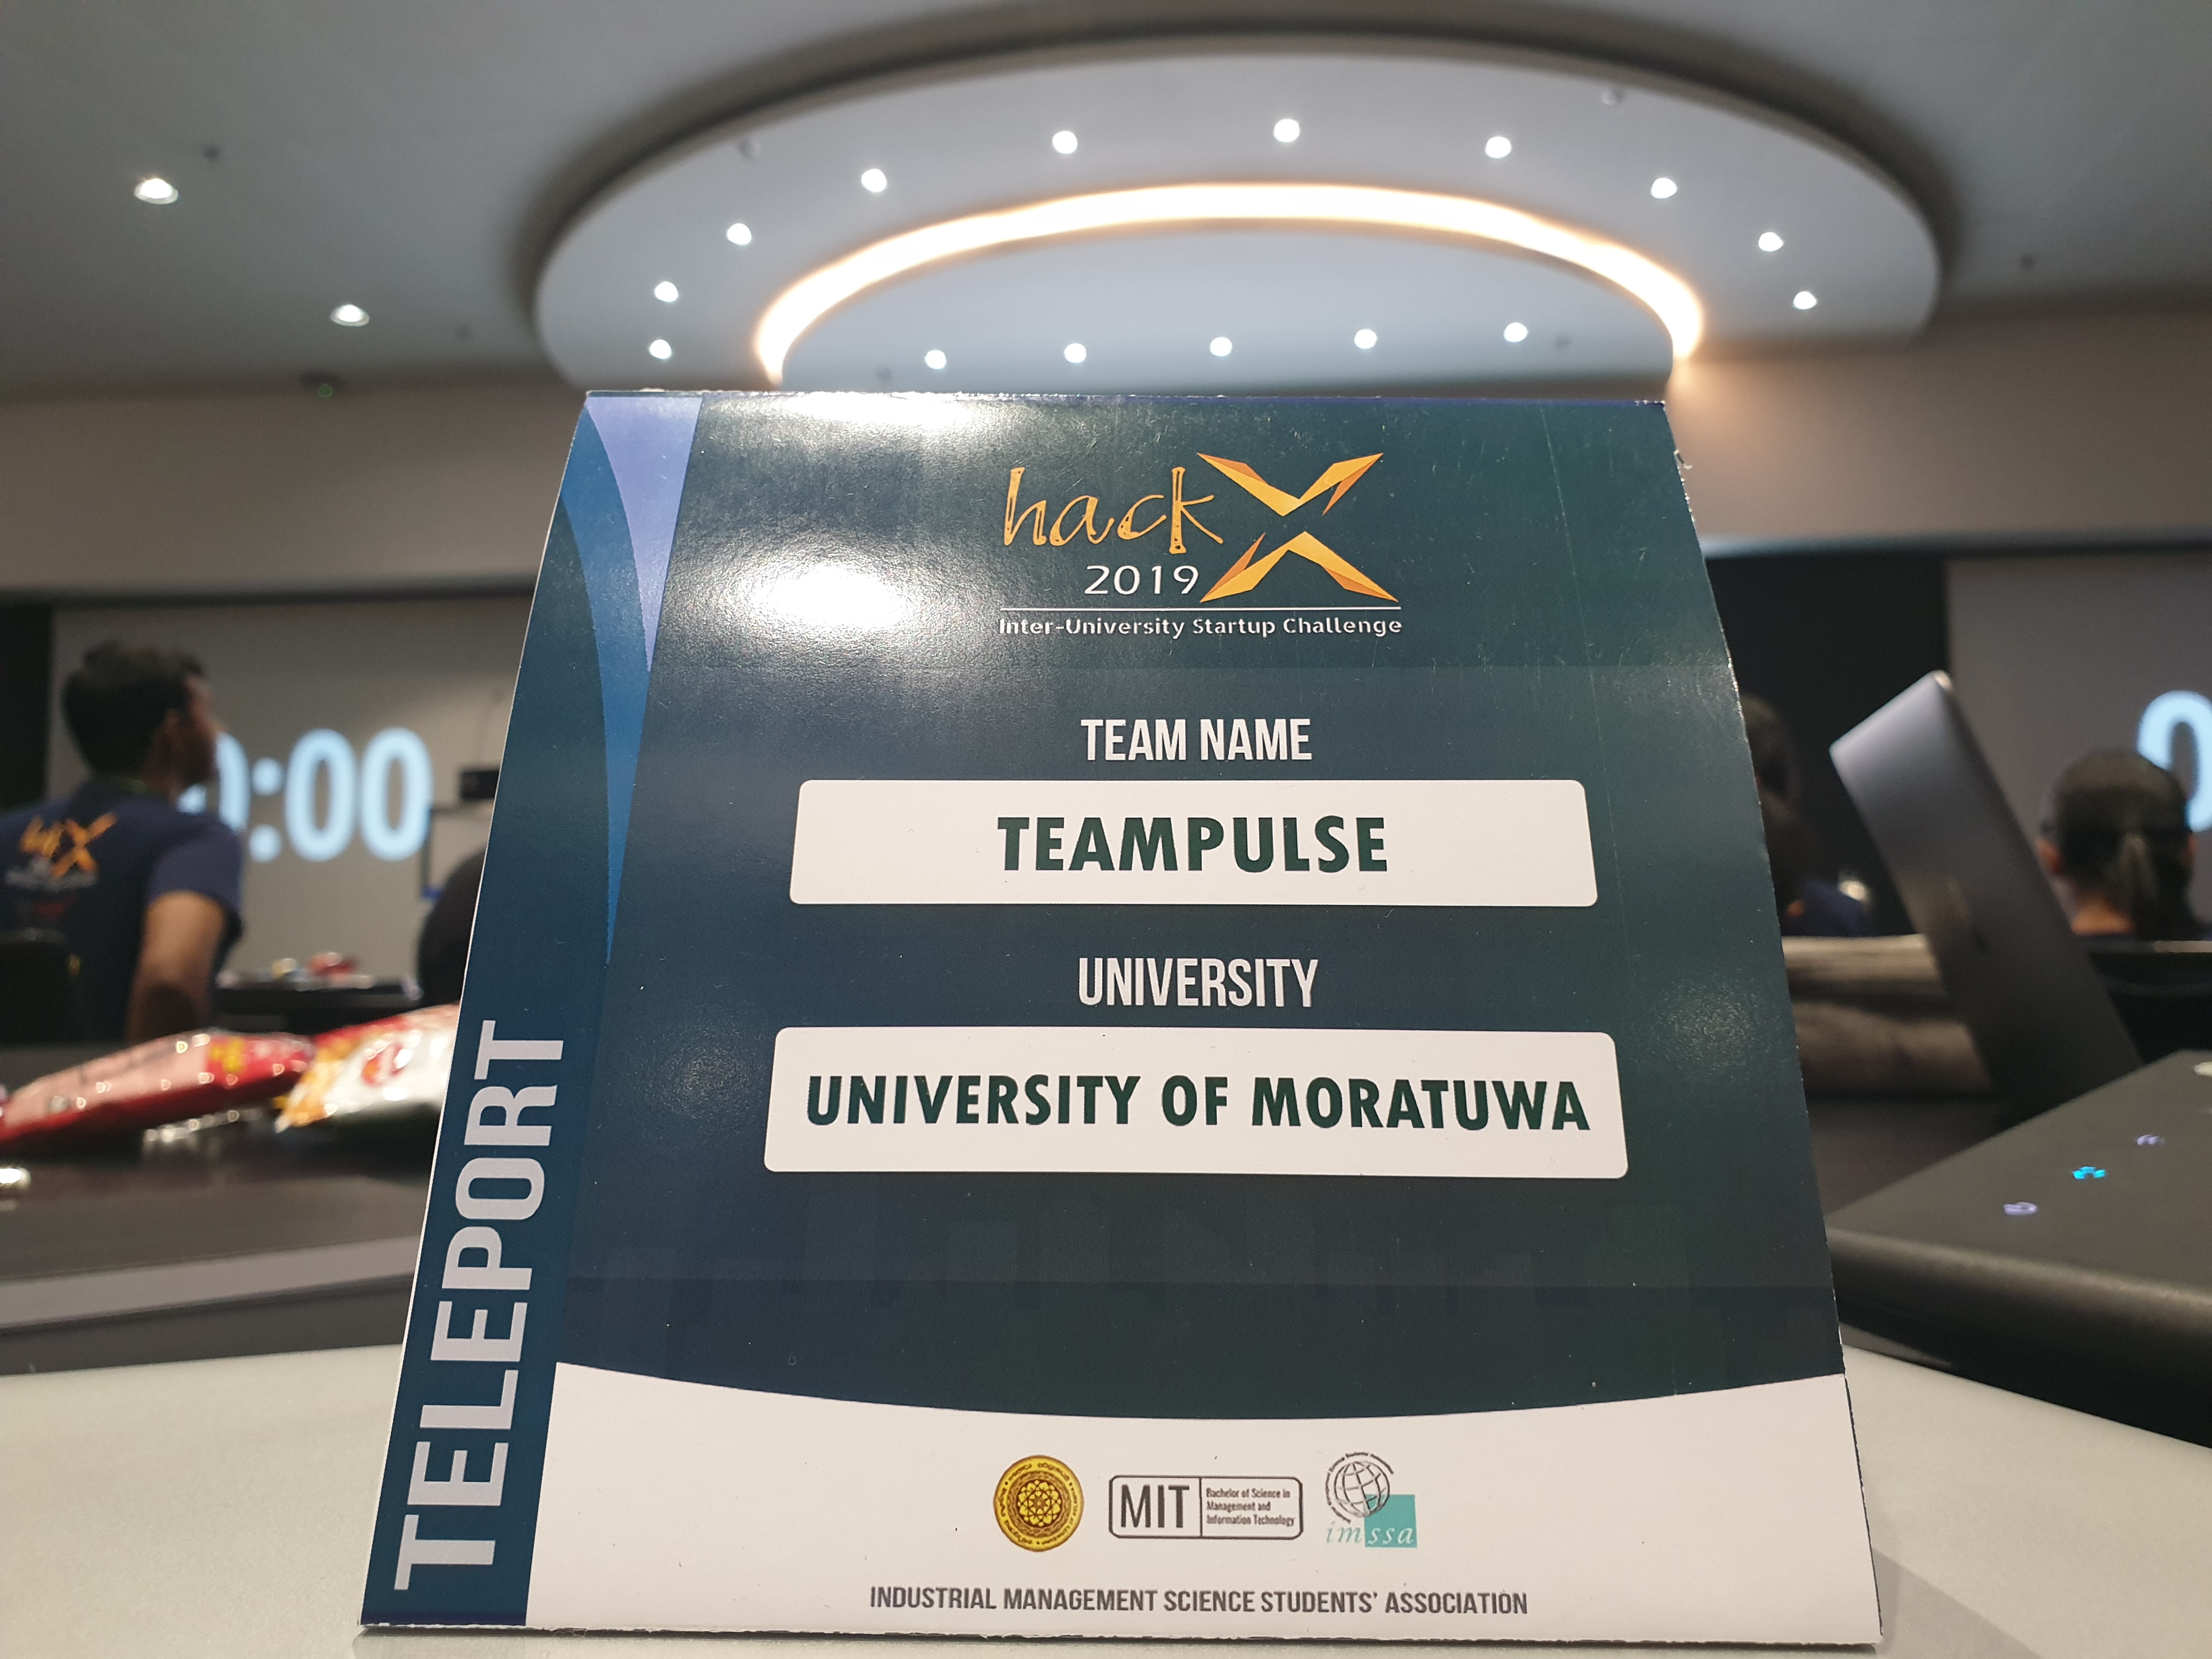 hackX
2019
Inter-University Startup Challenge
TEAM NAME
TEAMPULSE
UNIVERSITY
UNIVERSITY OF MORATUWA
TELEPORT
MIT
Bachelor of Science in
Management and
Information Technology
imssa
INDUSTRIAL MANAGEMENT SCIENCE STUDENTS' ASSOCIATION
0:00
0